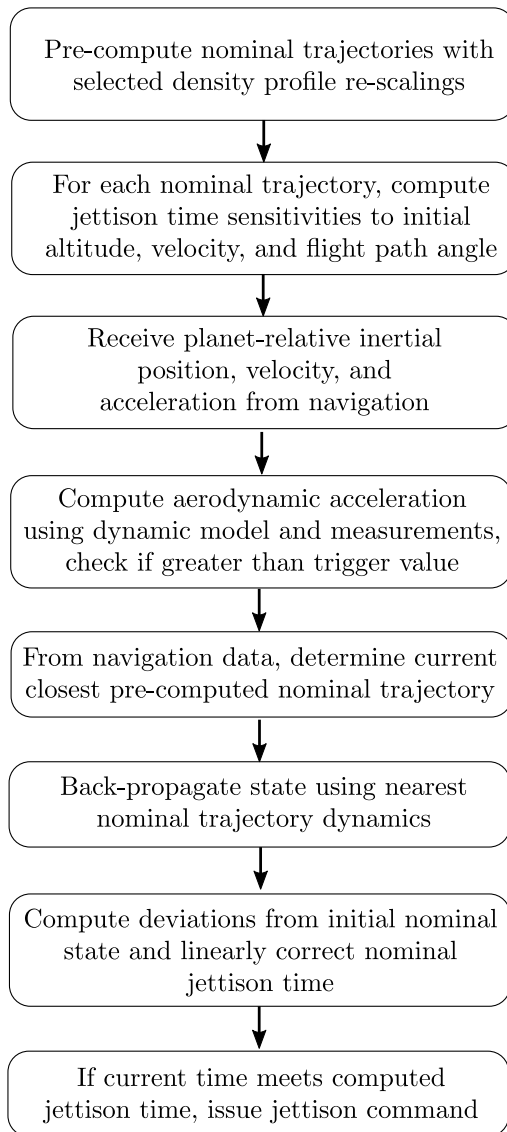 Pre-compute nominal trajectories with
selected density profile re-scalings
For each nominal trajectory, compute
jettison time sensitivities to initial
altitude, velocity, and flight path angle
Receive planet-relative inertial
position, velocity, and
acceleration from navigation
Compute aerodynamic acceleration
using dynamic model and measurements,
check if greater than trigger value
From navigation data, determine current
closest pre-computed nominal trajectory
Back-propagate state using nearest
nominal trajectory dynamics
Compute deviations from initial nominal
state and linearly correct nominal
jettison time
If current time meets computed
jettison time, issue jettison command